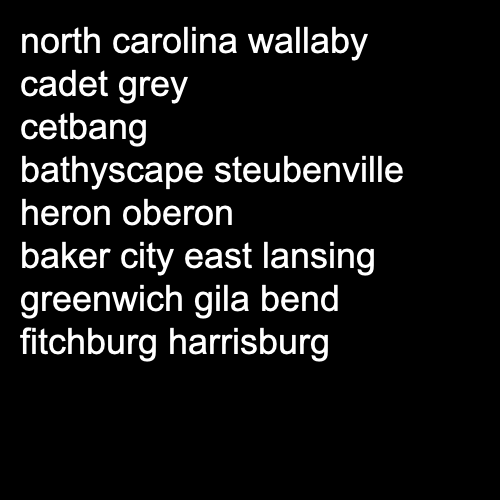 north carolina wallaby
cadet grey
cetbang
bathyscape steubenville
heron oberon
baker city east lansing
greenwich gila bend
fitchburg harrisburg